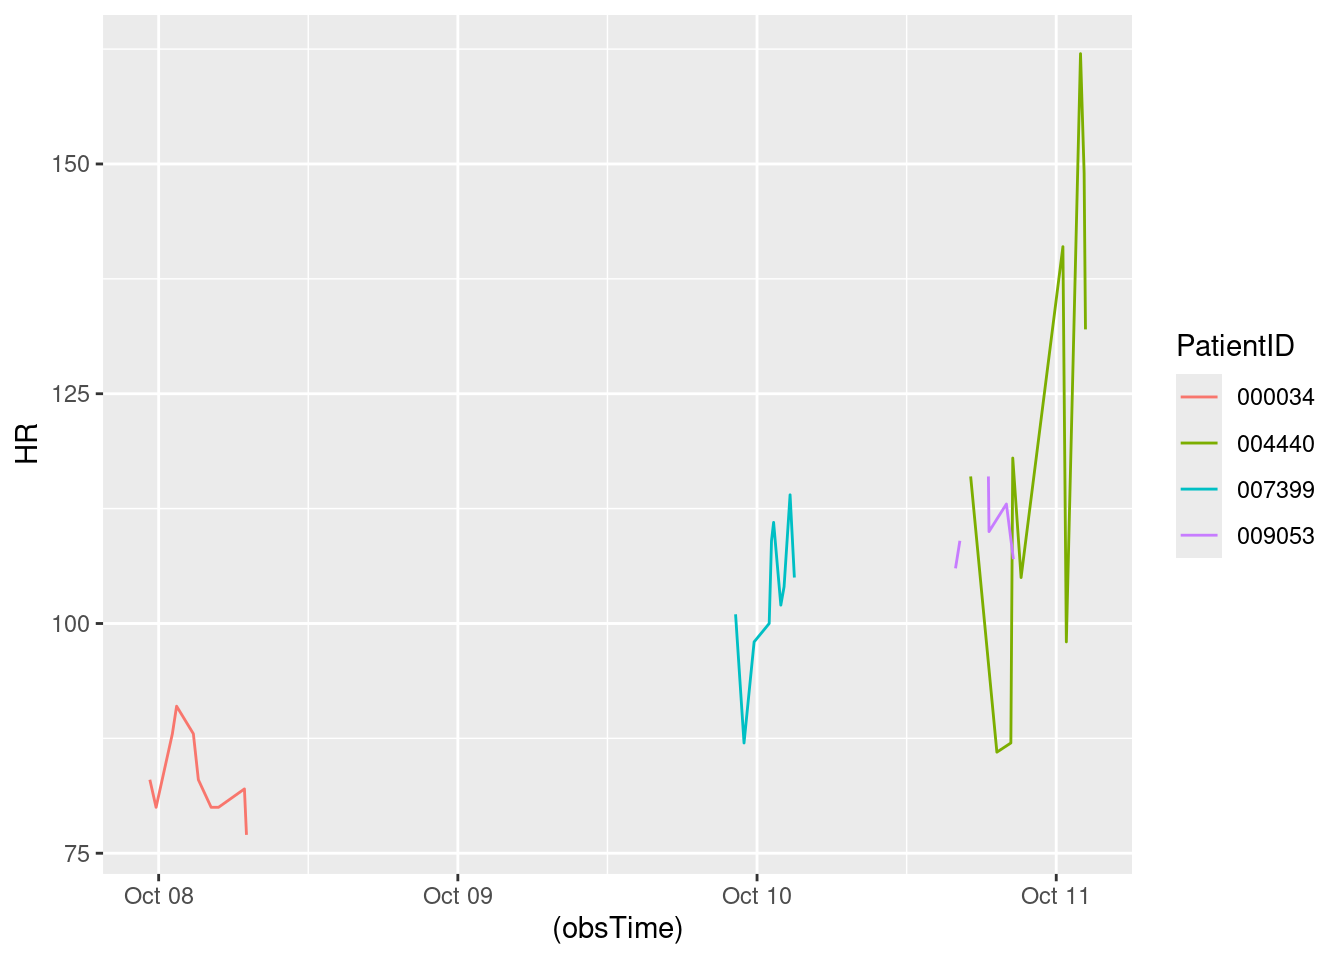 150
125
100
75
HR
Oct 08
Oct 09
Oct 10
Oct 11
(obsTime)
PatientID
000034
004440
007399
009053